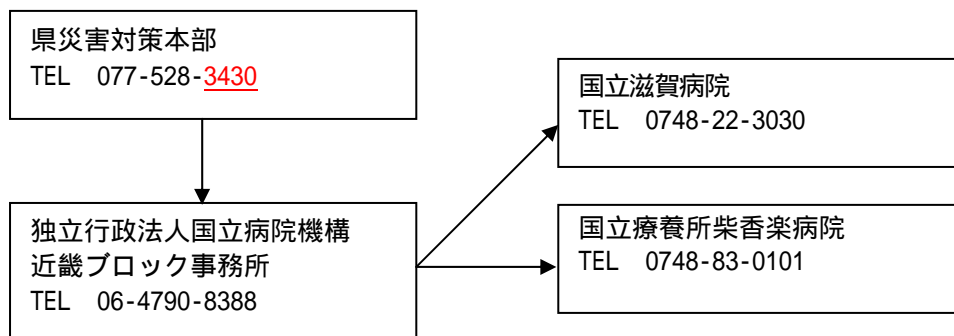 県災害対策本部
TEL 077-528-3430
国立滋賀病院
TEL 0748-22-3030
独立行政法人国立病院機構
近畿ブロック事務所
TEL 06-4790-8388
国立療養所柴香楽病院
TEL 0748-83-0101